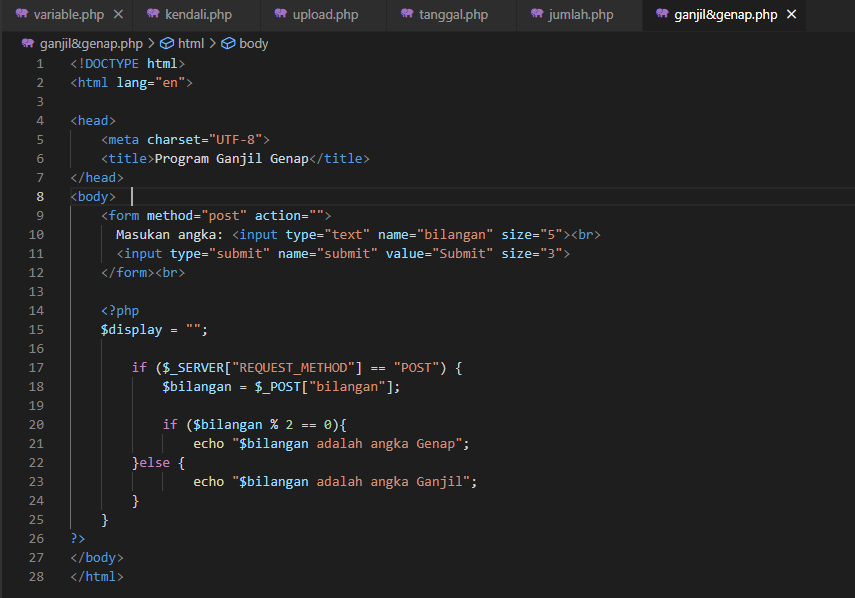 variable.php × kendali.php upload.php tanggal.php jumlah.php ganjil&genap.php ×
ganjil&genap.php > html > body
1 <!DOCTYPE html>
2 <html lang="en">
3
4 <head>
5 <meta charset="UTF-8">
6 <title>Program Ganjil Genap</title>
7 </head>
8 <body>
9 <form method="post" action="">
10 Masukan angka: <input type="text" name="bilangan" size="5"><br>
11 <input type="submit" name="submit" value="Submit" size="3">
12 </form><br>
13
14 <?php
15 $display = "";
16
17 if ($_SERVER["REQUEST_METHOD"] == "POST") {
18 $bilangan = $_POST["bilangan"];
19
20 if ($bilangan % 2 == 0){
21 echo "$bilangan adalah angka Genap";
22 }else {
23 echo "$bilangan adalah angka Ganjil";
24 }
25 }
26 ?>
27 </body>
28 </html>